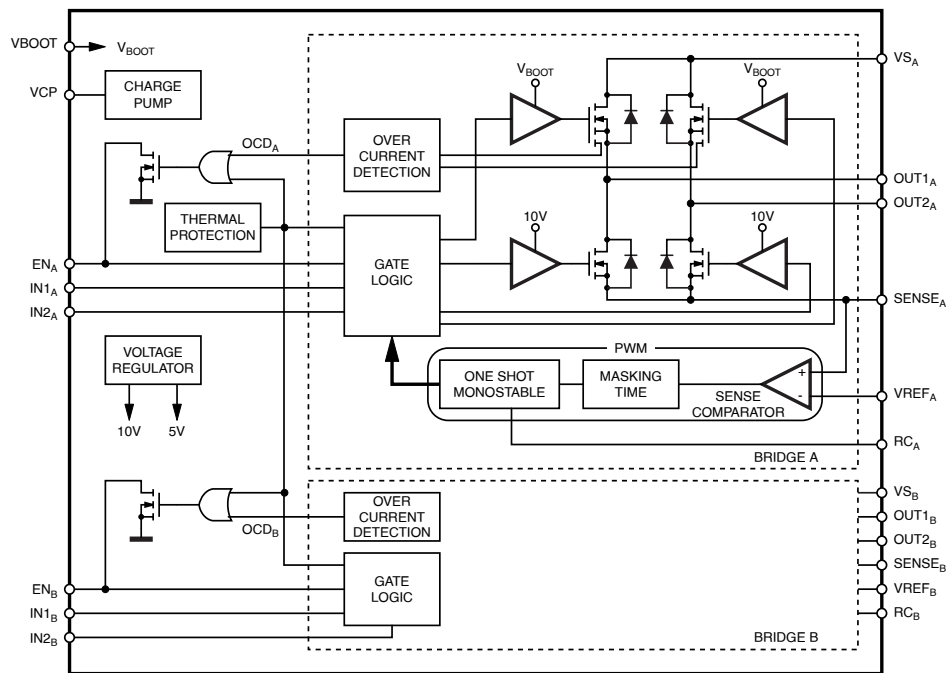 VBOOT
V_BOOT
VCP
CHARGE
PUMP
OCD_A
THERMAL
PROTECTION
EN_A
IN1_A
IN2_A
VOLTAGE
REGULATOR
10V
5V
OVER
CURRENT
DETECTION
GATE
LOGIC
V_BOOT
V_BOOT
10V
10V
VS_A
OUT1_A
OUT2_A
SENSE_A
PWM
ONE SHOT
MONOSTABLE
MASKING
TIME
+
-
SENSE
COMPARATOR
VREF_A
RC_A
BRIDGE A
OCD_B
OVER
CURRENT
DETECTION
GATE
LOGIC
EN_B
IN1_B
IN2_B
VS_B
OUT1_B
OUT2_B
SENSE_B
VREF_B
RC_B
BRIDGE B